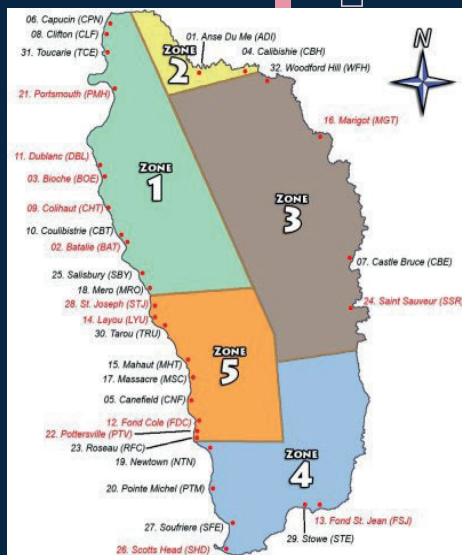 06. Capucin (CPN)
08. Clifton (CLF)
31. Toucarie (TCE)
21. Portsmouth (PMH)
11. Dublanc (DBL)
03. Bioche (BOE)
09. Colihaut (CHT)
10. Coulibistrie (CBT)
02. Batalie (BAT)
25. Salisbury (SBY)
18. Mero (MRO)
28. St. Joseph (STJ)
14. Layou (LYU)
30. Tarou (TRU)
15. Mahaut (MHT)
17. Massacre (MSC)
05. Canefield (CNF)
12. Fond Cole (FDC)
22. Pottersville (PTV)
23. Roseau (RFC)
19. Newtown (NTN)
20. Pointe Michel (PTM)
27. Soufriere (SFE)
26. Scotts Head (SHD)
01. Anse Du Me (ADI)
04. Calibishie (CBH)
32. Woodford Hill (WFH)
16. Marigot (MGT)
07. Castle Bruce (CBE)
24. Saint Sauveur (SSR)
13. Fond St. Jean (FSJ)
29. Stowe (STE)
ZONE
1
ZONE
2
ZONE
3
ZONE
4
ZONE
5
N